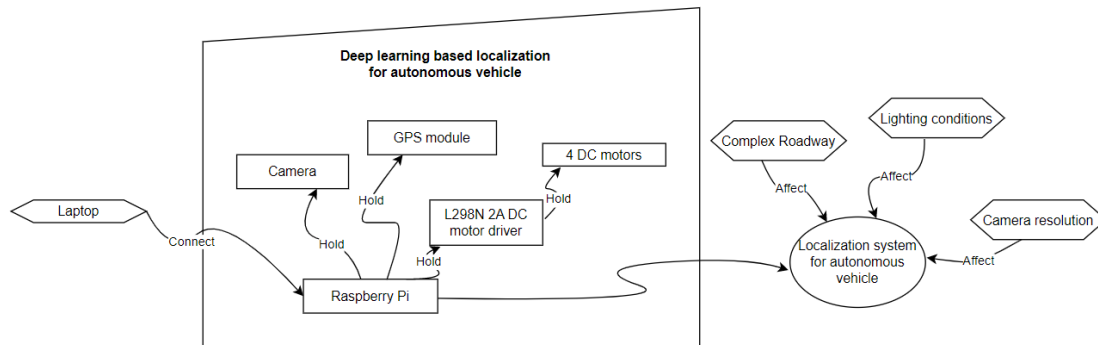 Deep learning based localization
for autonomous vehicle
GPS module
Camera
4 DC motors
L298N 2A DC
motor driver
Raspberry Pi
Laptop
Connect
Hold
Hold
Hold
Hold
Complex Roadway
Lighting conditions
Camera resolution
Affect
Affect
Affect
Localization system
for autonomous
vehicle